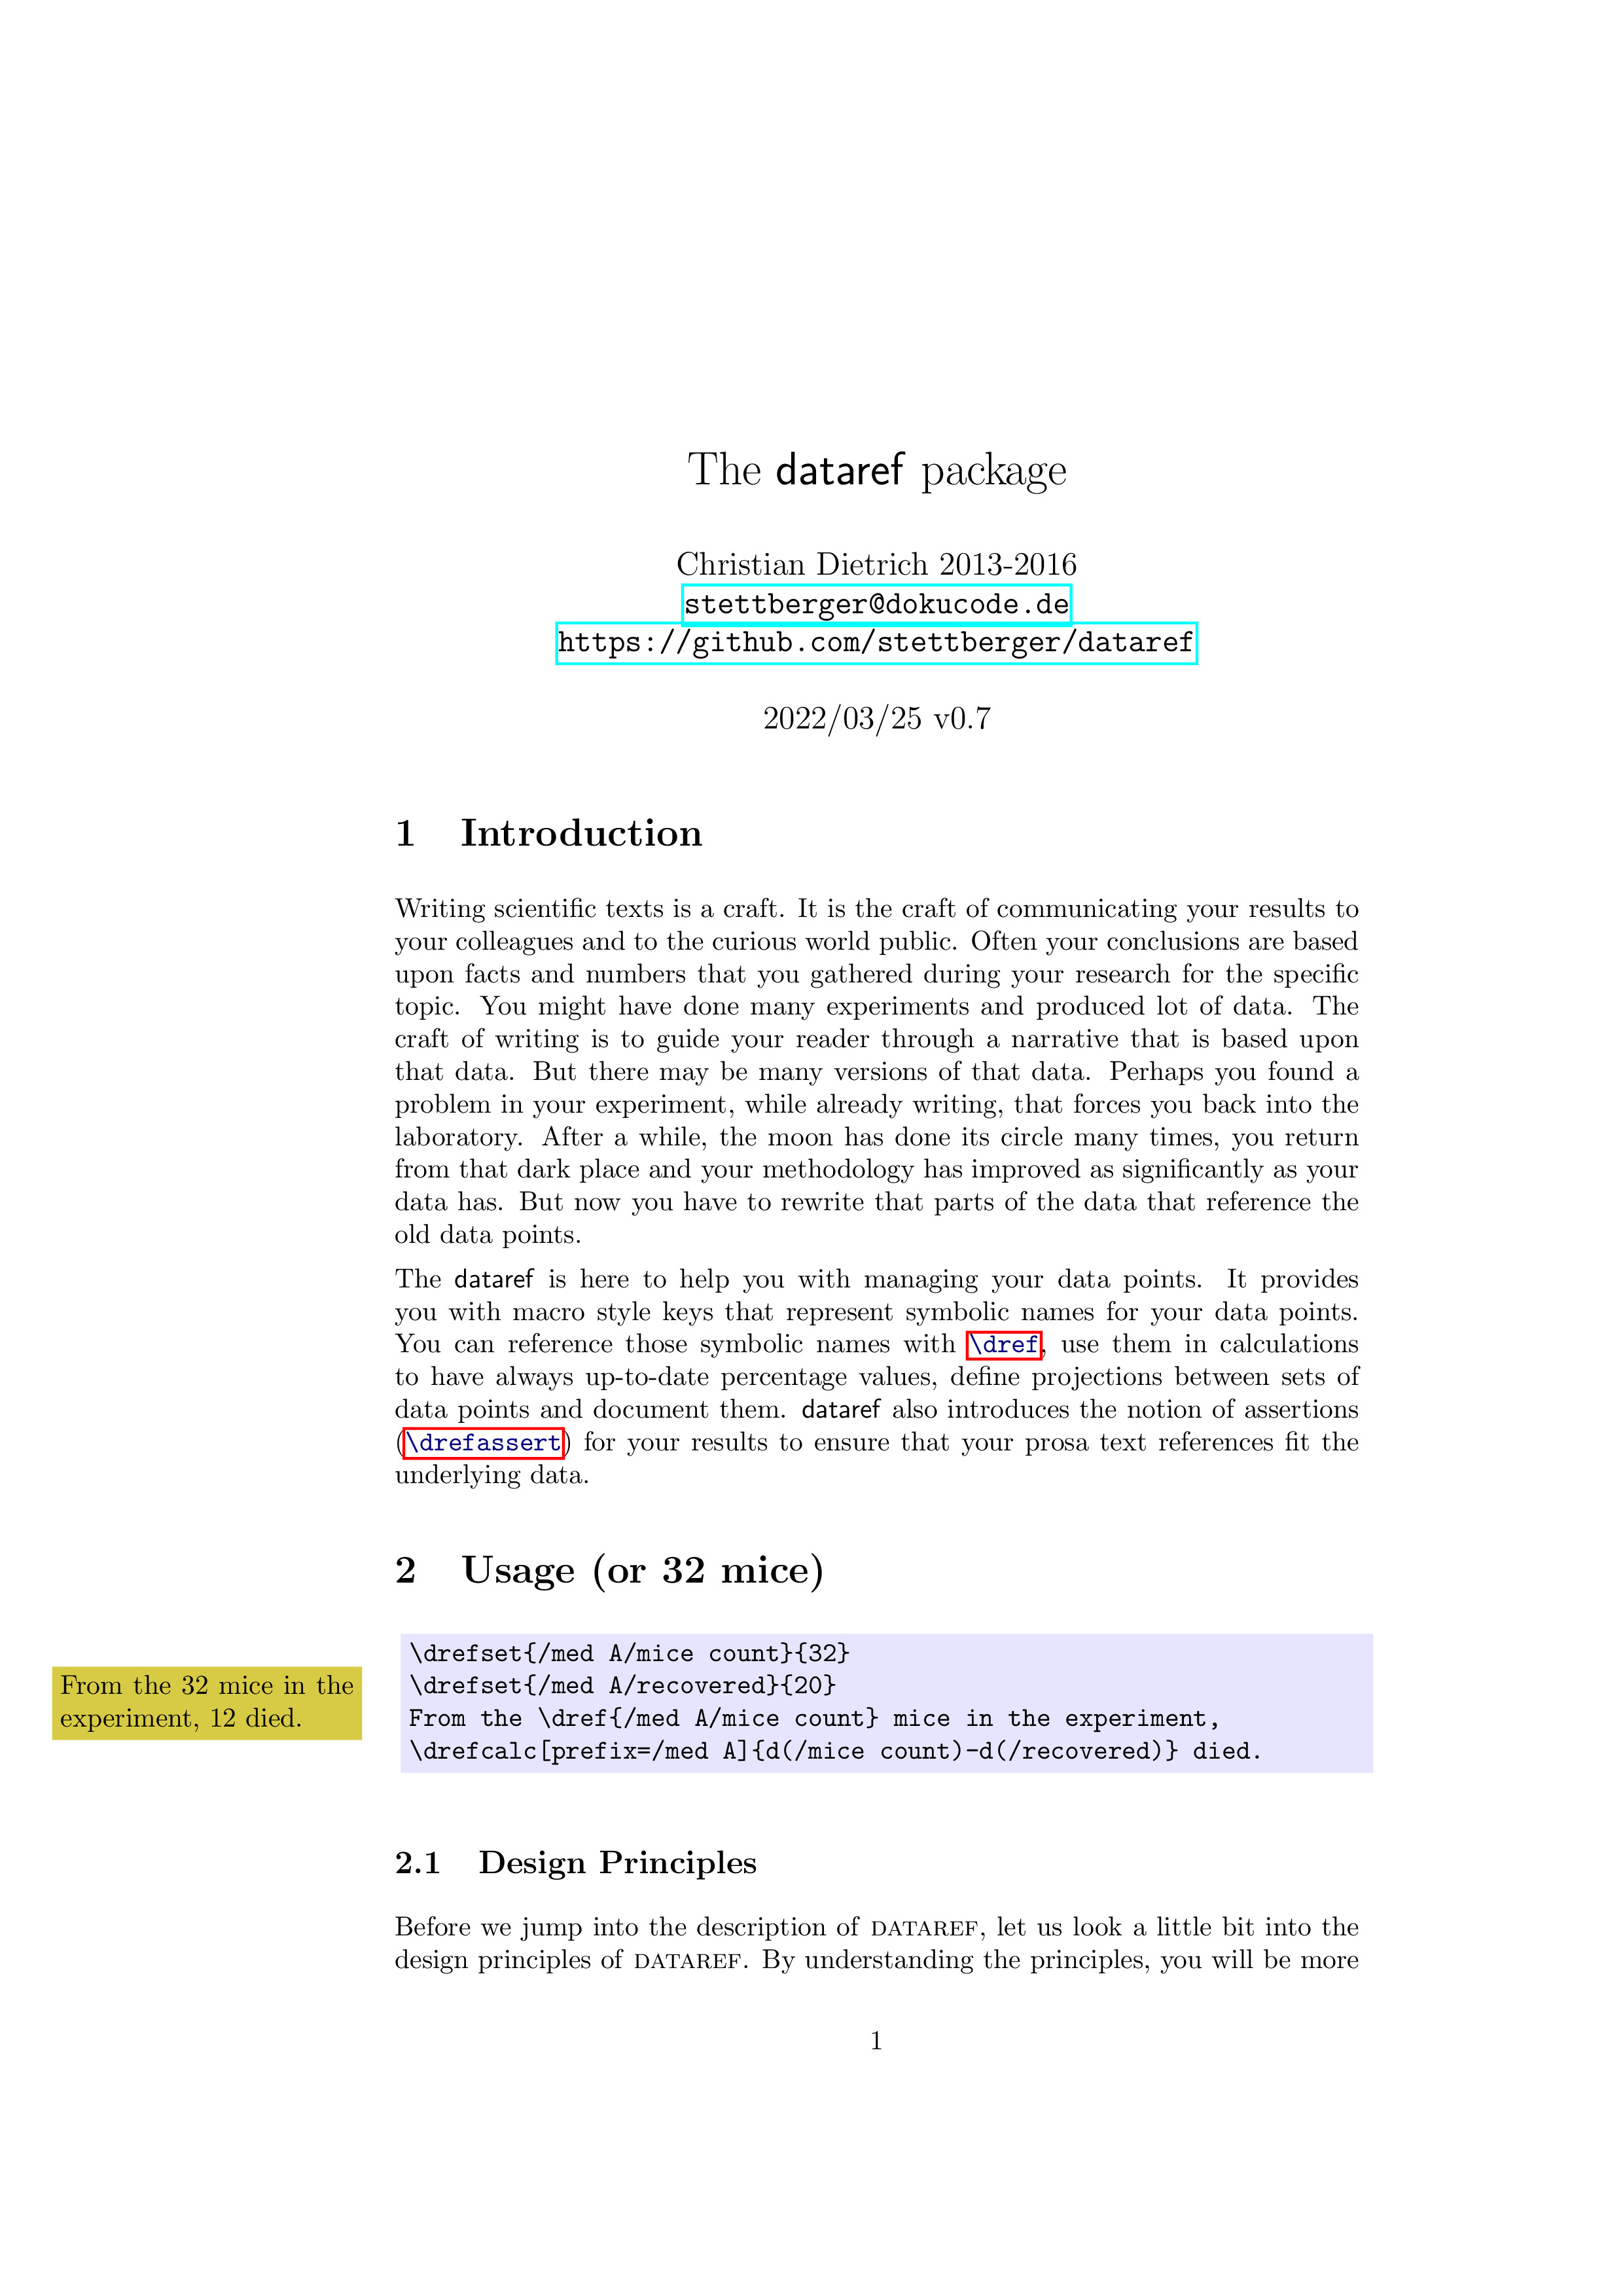 The dataref package
Christian Dietrich 2013-2016
stettberger@dokucode.de
https://github.com/stettberger/dataref
2022/03/25 v0.7
1 Introduction
Writing scientific texts is a craft. It is the craft of communicating your results to
your colleagues and to the curious world public. Often your conclusions are based
upon facts and numbers that you gathered during your research for the specific
topic. You might have done many experiments and produced lot of data. The
craft of writing is to guide your reader through a narrative that is based upon
that data. But there may be many versions of that data. Perhaps you found a
problem in your experiment, while already writing, that forces you back into the
laboratory. After a while, the moon has done its circle many times, you return
from that dark place and your methodology has improved as significantly as your
data has. But now you have to rewrite that parts of the data that reference the
old data points.
The dataref is here to help you with managing your data points. It provides
you with macro style keys that represent symbolic names for your data points.
You can reference those symbolic names with \dref, use them in calculations
to have always up-to-date percentage values, define projections between sets of
data points and document them. dataref also introduces the notion of assertions
(\drefassert) for your results to ensure that your prosa text references fit the
underlying data.
2 Usage (or 32 mice)
From the 32 mice in the
experiment, 12 died.
\drefset{/med A/mice count}{32}
\drefset{/med A/recovered}{20}
From the \dref{/med A/mice count} mice in the experiment,
\drefcalc[prefix=/med A]{d(/mice count)-d(/recovered)} died.
2.1 Design Principles
Before we jump into the description of DATAREF, let us look a little bit into the
design principles of DATAREF. By understanding the principles, you will be more
1